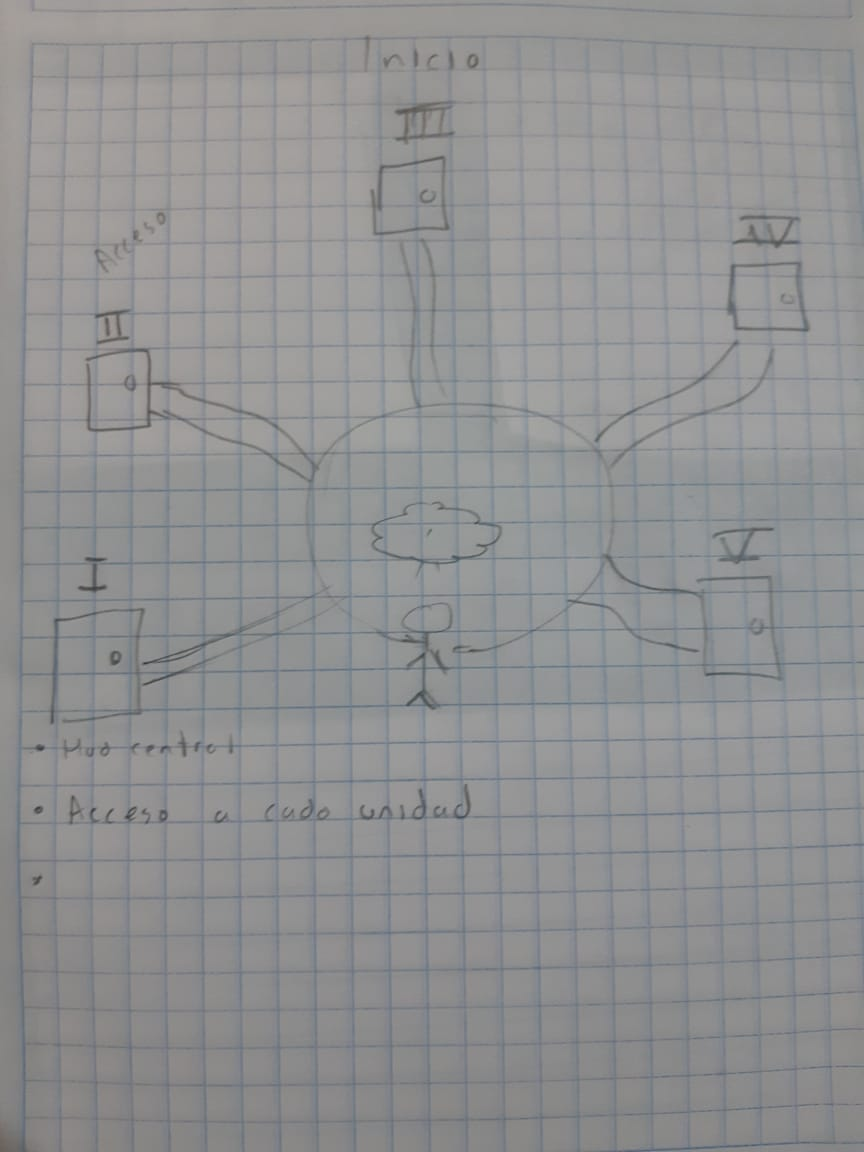 Inicio
III
Acceso
IV
II
V
I
• Hub central
• Acceso a cada unidad